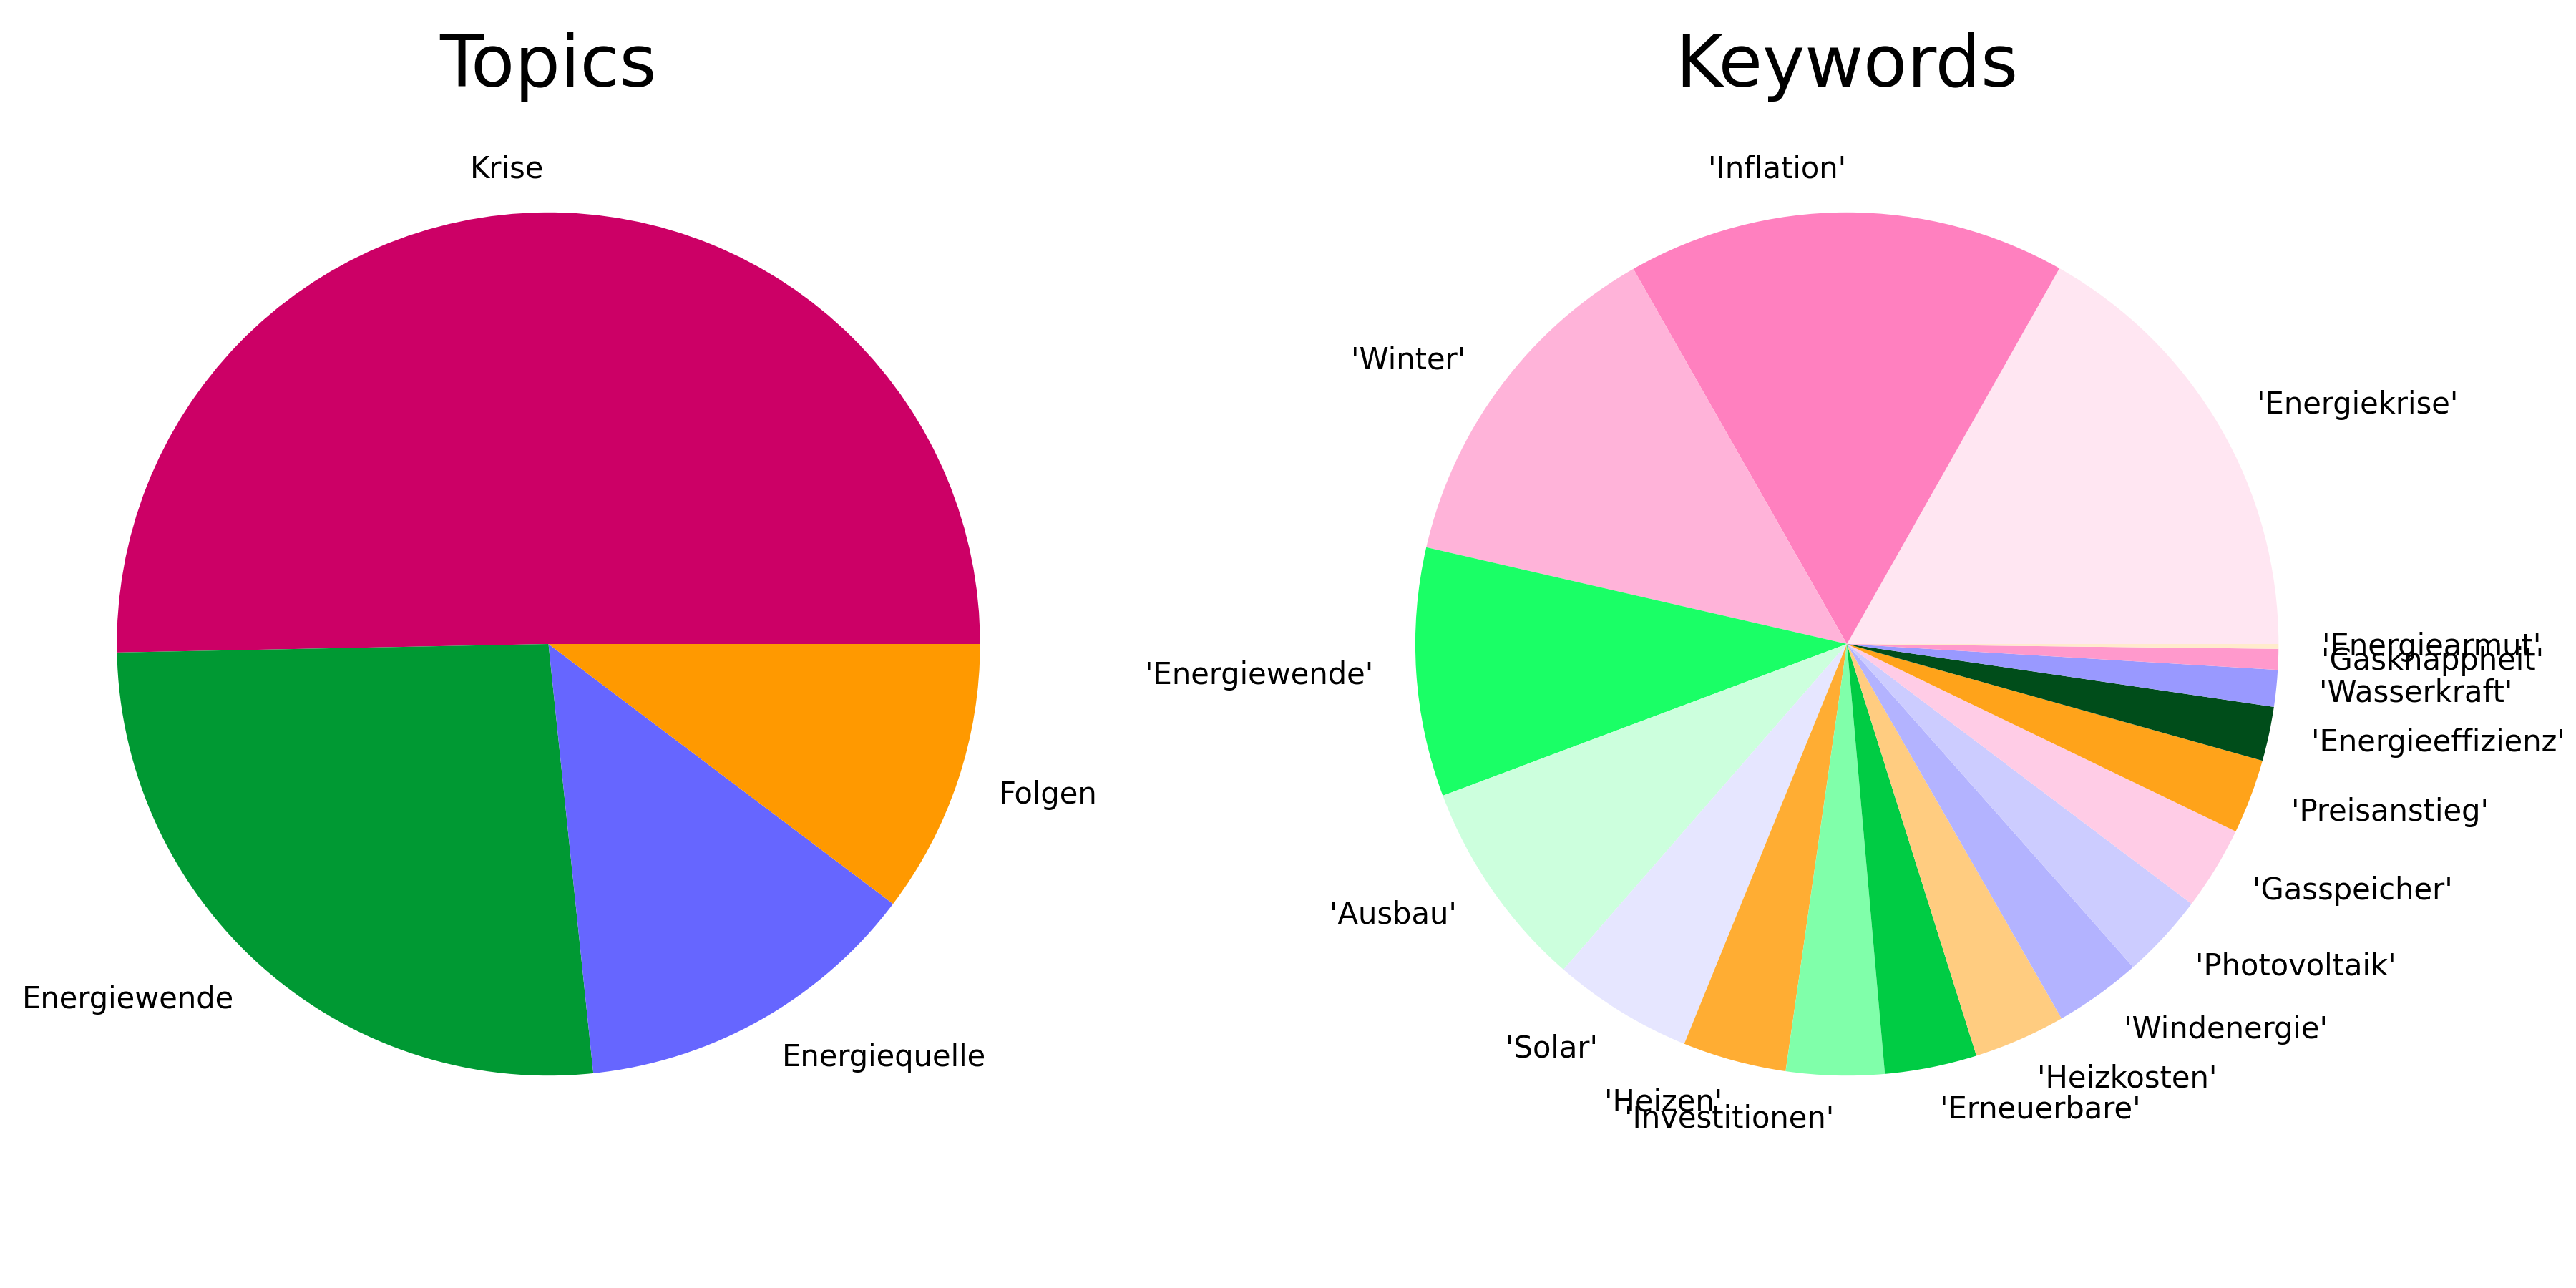 Topics
Krise
Energiewende
Energiequelle
Folgen
Keywords
'Energiekrise'
'Inflation'
'Winter'
'Energiewende'
'Ausbau'
'Solar'
'Heizen'
'Investitionen'
'Erneuerbare'
'Heizkosten'
'Windenergie'
'Photovoltaik'
'Gasspeicher'
'Preisanstieg'
'Energieeffizienz'
'Wasserkraft'
'Gasknappheit'
'Energiearmut'